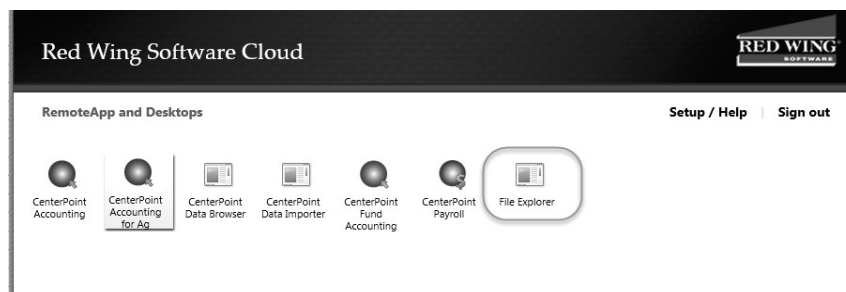 Red Wing Software Cloud
RED WING
SOFTWARE
RemoteApp and Desktops
Setup / Help
Sign out
CenterPoint
Accounting
CenterPoint
Accounting
for Ag
CenterPoint
Data Browser
CenterPoint
Data Importer
CenterPoint
Fund
Accounting
CenterPoint
Payroll
File Explorer